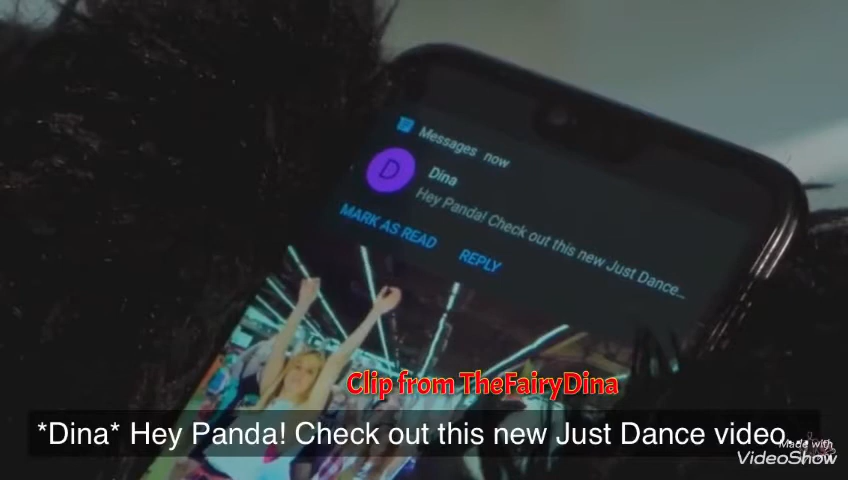 Messages now
D
Dina
Hey Panda! Check out this new Just Dance...
MARK AS READ REPLY
Clip from TheFairyDina
*Dina* Hey Panda! Check out this new Just Dance video.
Made with
VideoShow